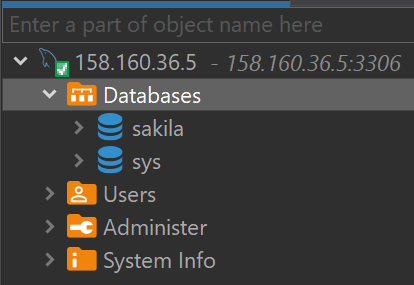 Enter a part of object name here
158.160.36.5 - 158.160.36.5:3306
Databases
sakila
sys
Users
Administer
System Info